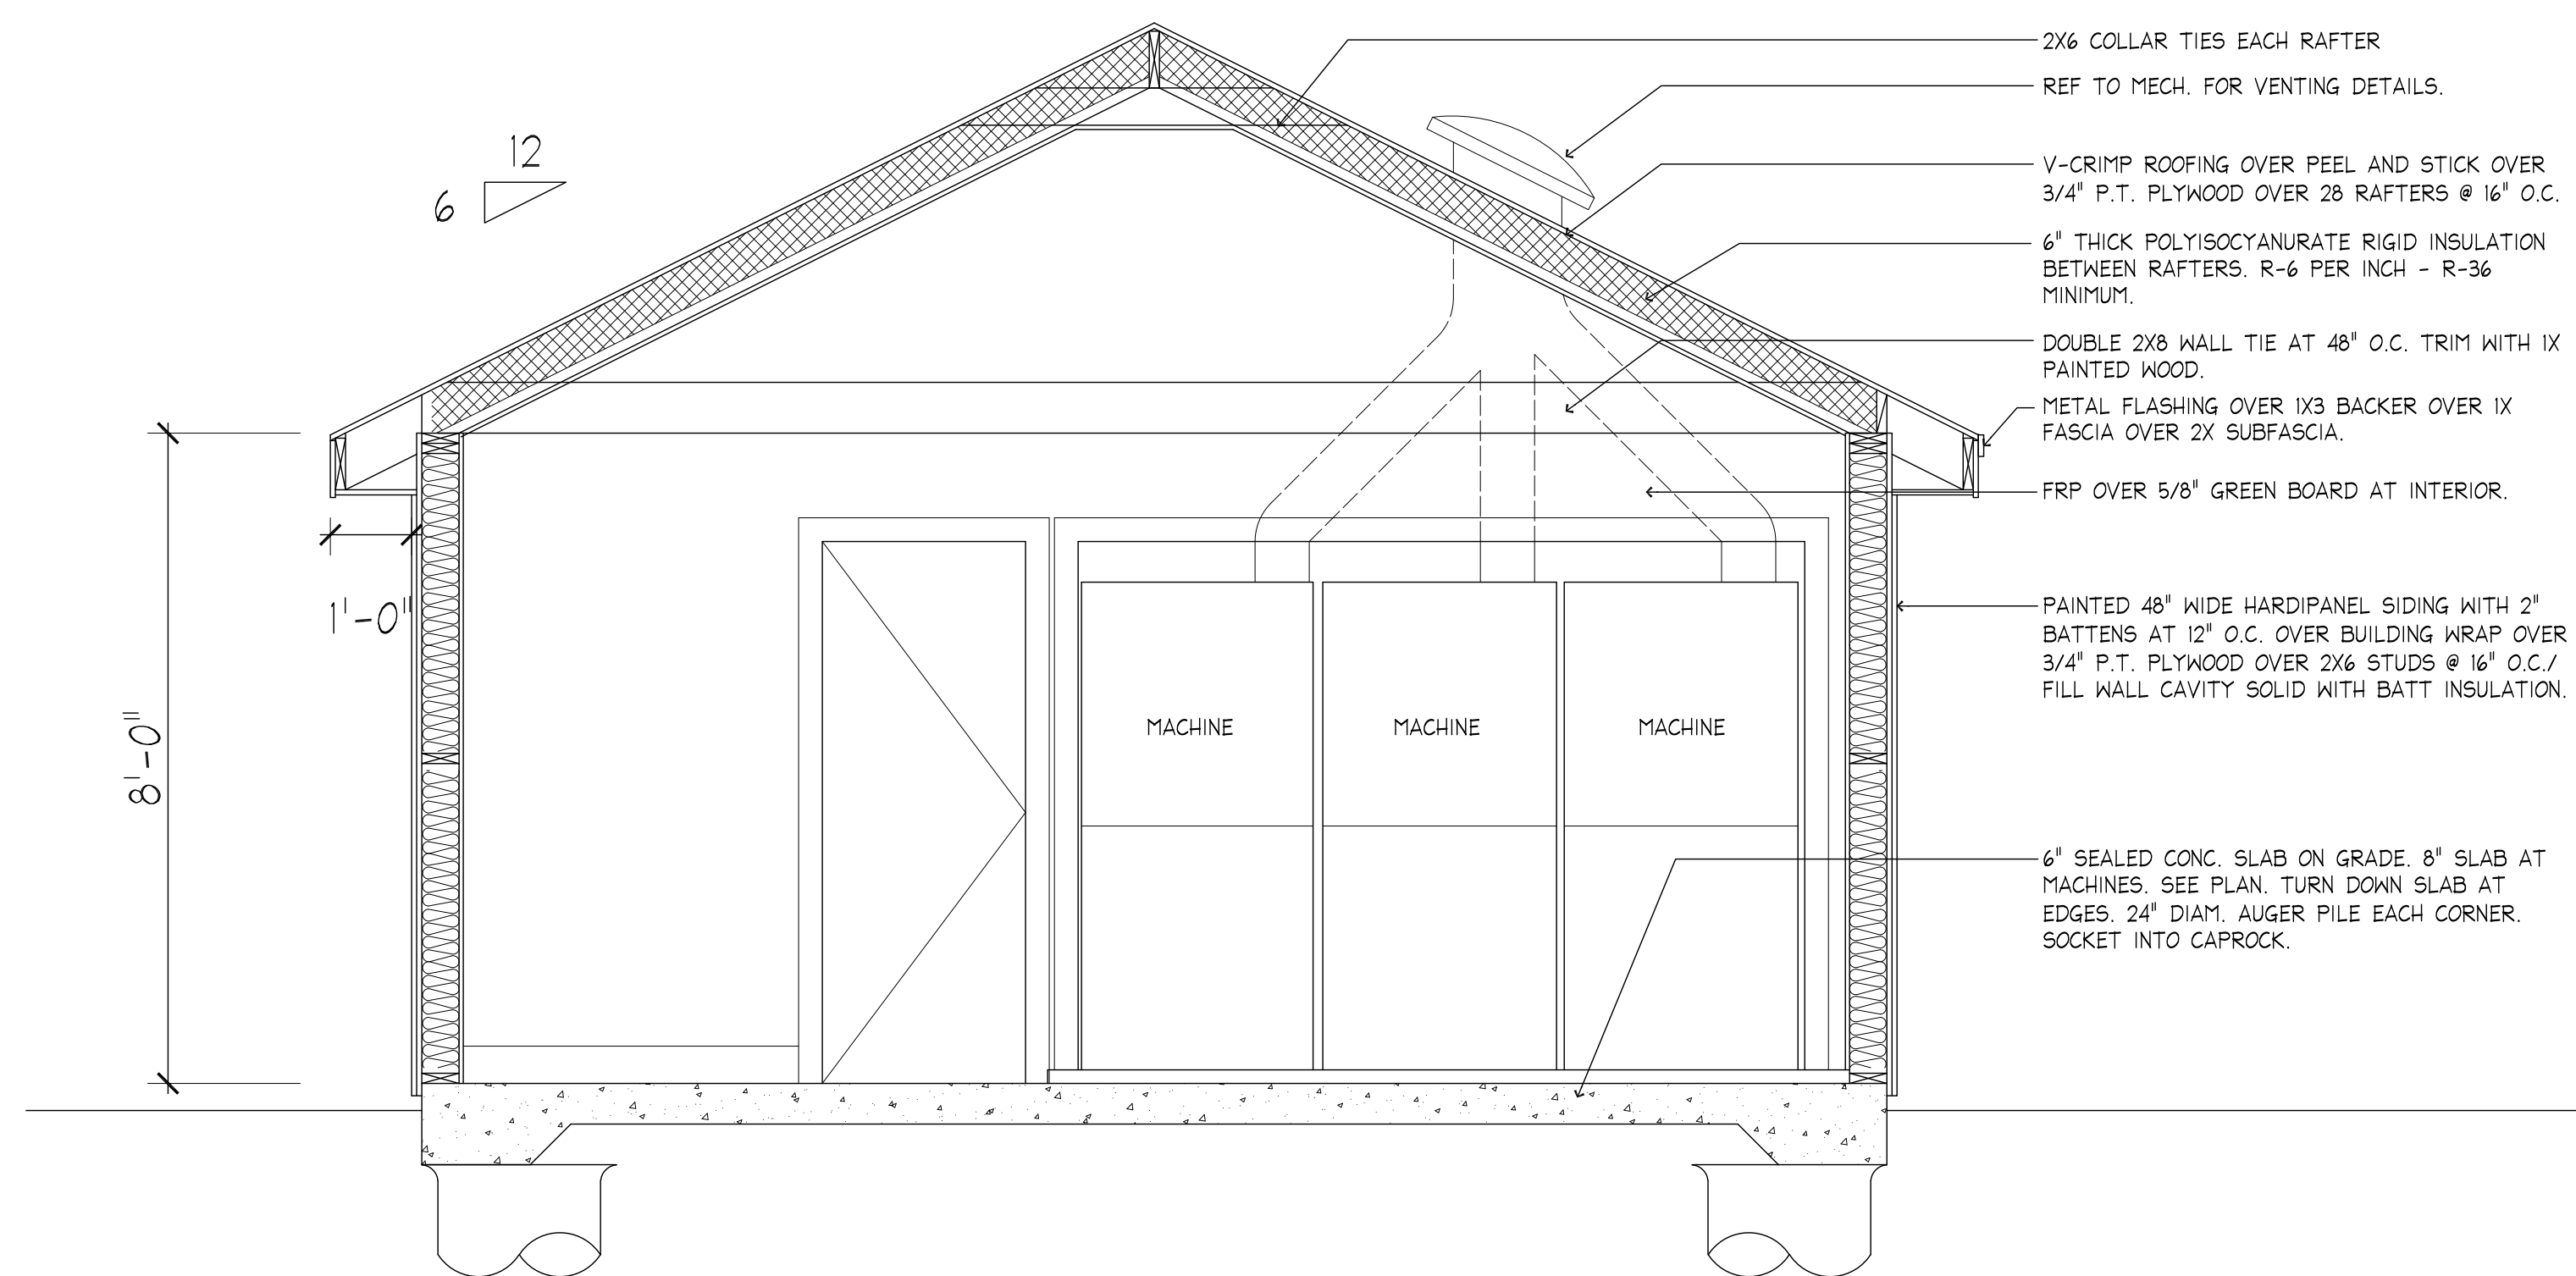 2X6 COLLAR TIES EACH RAFTER
REF TO MECH. FOR VENTING DETAILS.
12
6
V-CRIMP ROOFING OVER PEEL AND STICK OVER
3/4" P.T. PLYWOOD OVER 28 RAFTERS @ 16" O.C.
6" THICK POLYISOCYANURATE RIGID INSULATION
BETWEEN RAFTERS. R-6 PER INCH - R-36
MINIMUM.
DOUBLE 2X8 WALL TIE AT 48" O.C. TRIM WITH 1X
PAINTED WOOD.
METAL FLASHING OVER 1X3 BACKER OVER 1X
FASCIA OVER 2X SUBFASCIA.
FRP OVER 5/8" GREEN BOARD AT INTERIOR.
1'-0"
8'-0"
PAINTED 48" WIDE HARDIPANEL SIDING WITH 2"
BATTENS AT 12" O.C. OVER BUILDING WRAP OVER
3/4" P.T. PLYWOOD OVER 2X6 STUDS @ 16" O.C./
FILL WALL CAVITY SOLID WITH BATT INSULATION.
MACHINE
MACHINE
MACHINE
6" SEALED CONC. SLAB ON GRADE. 8" SLAB AT
MACHINES. SEE PLAN. TURN DOWN SLAB AT
EDGES. 24" DIAM. AUGER PILE EACH CORNER.
SOCKET INTO CAPROCK.